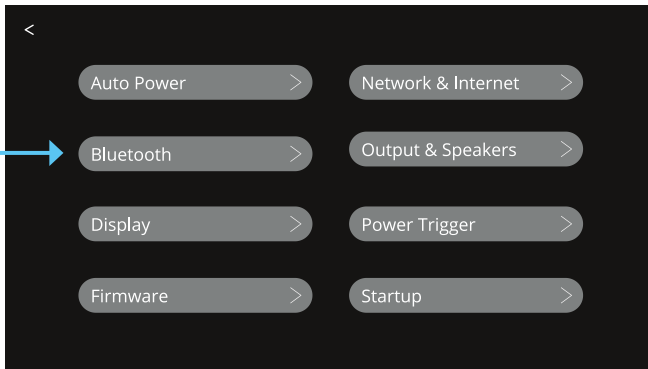 <
Auto Power >
Network & Internet >
Bluetooth >
Output & Speakers >
Display >
Power Trigger >
Firmware >
Startup >